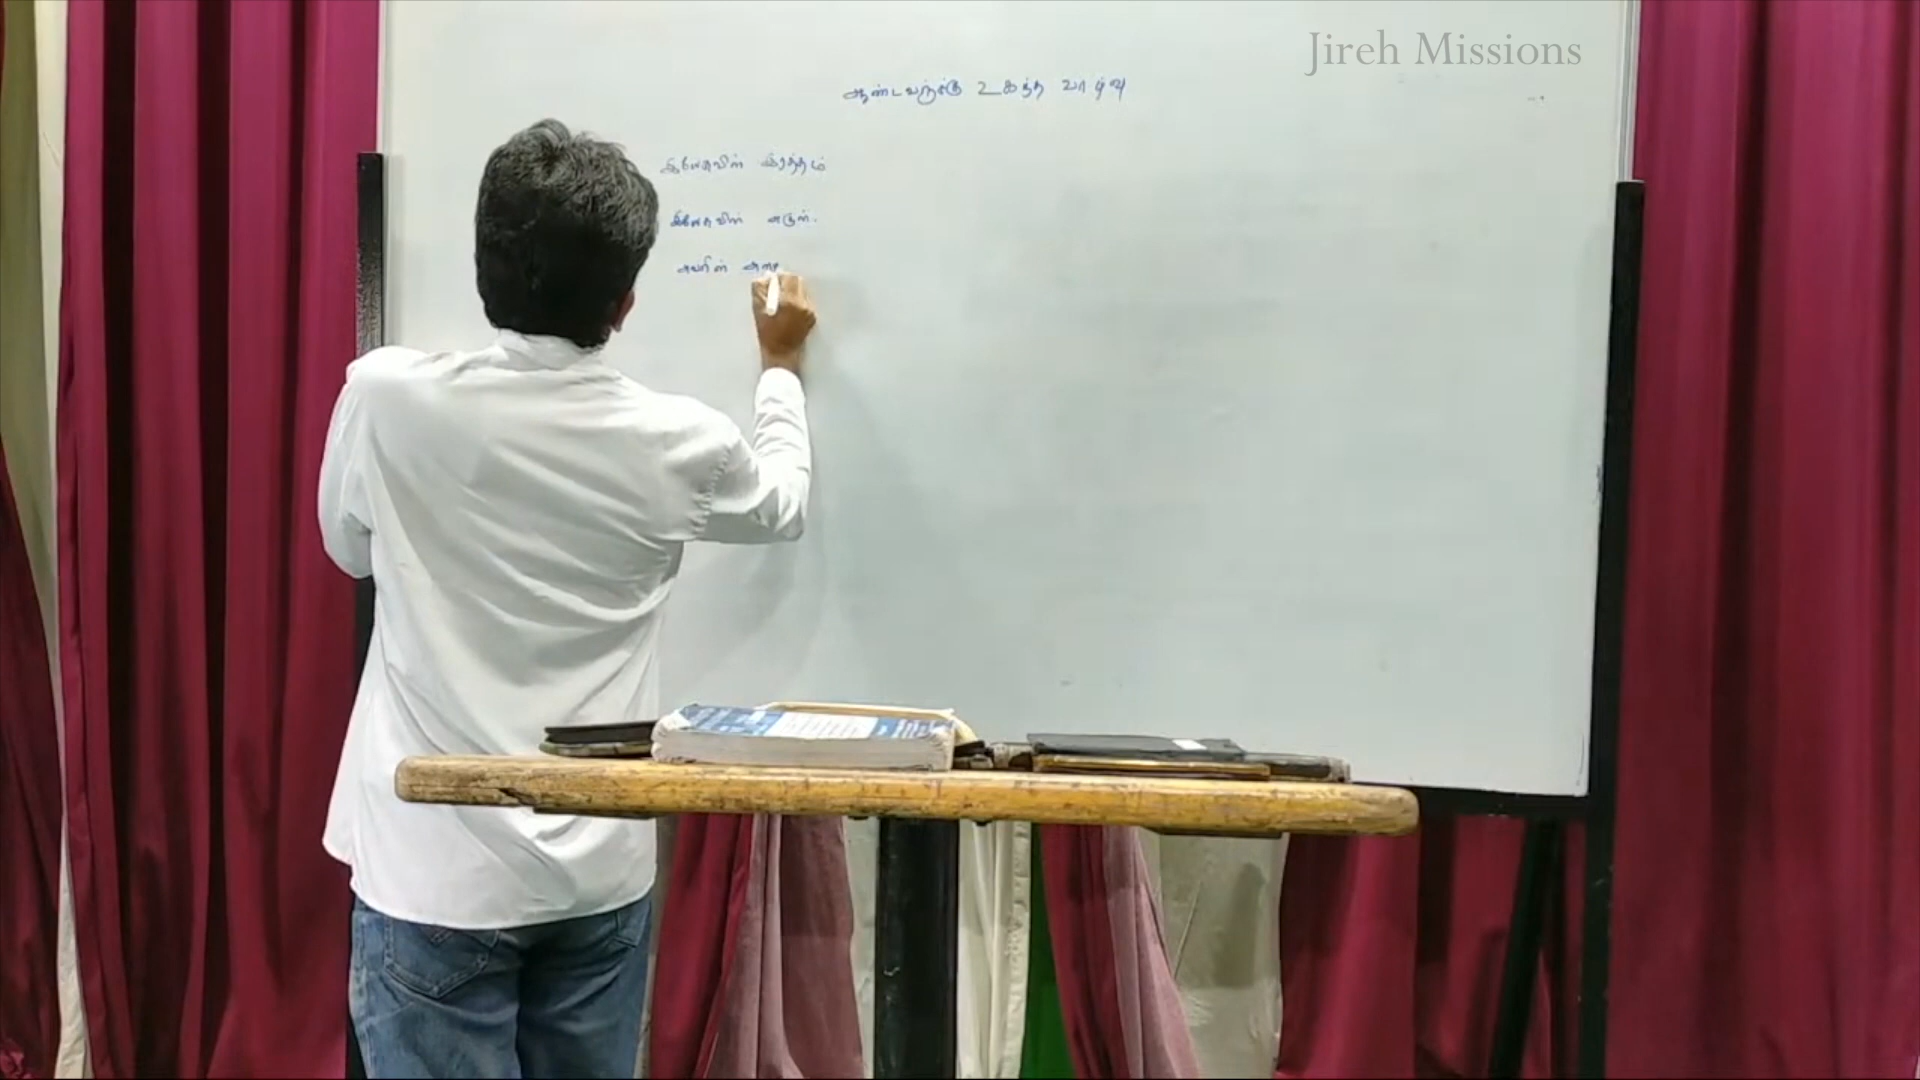 Jireh Missions
ஆண்டவருக்கு உகந்த வாழ்வு
இயேசுவின் இரத்தம்
இயேசுவின் அருள்.
அவரின்